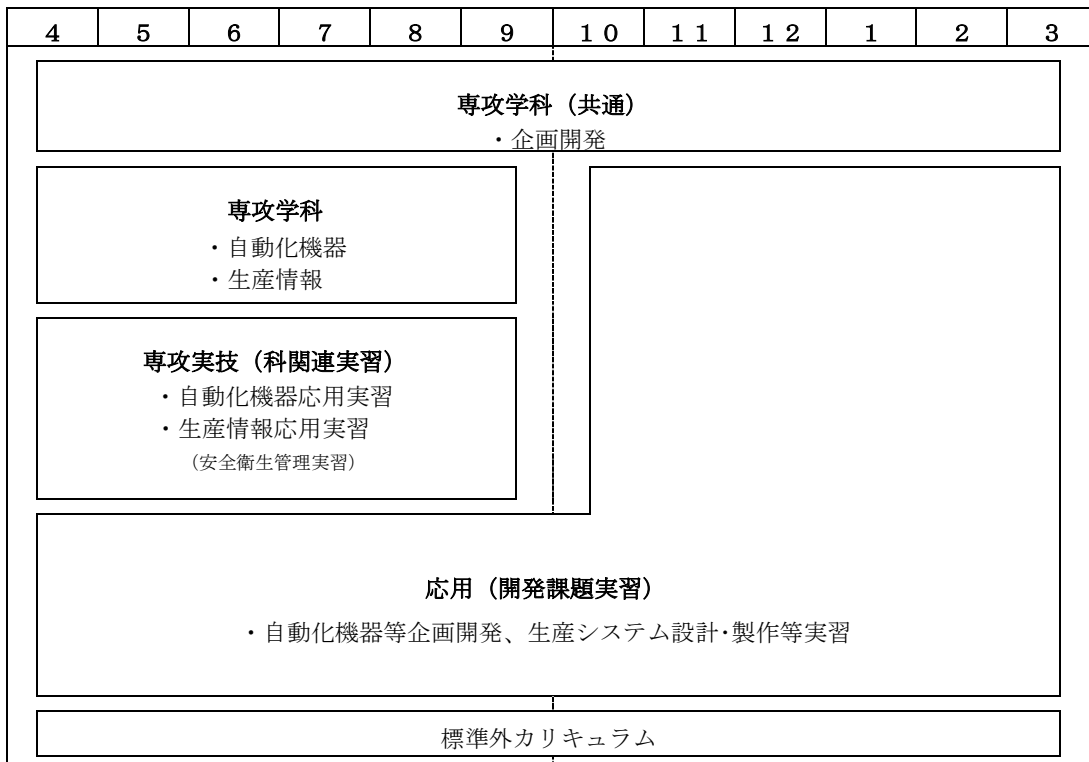 4 5 6 7 8 9 10 11 12 1 2 3
専攻学科（共通）
・企画開発
専攻学科
・自動化機器
・生産情報
専攻実技（科関連実習）
・自動化機器応用実習
・生産情報応用実習
（安全衛生管理実習）
応用（開発課題実習）
・自動化機器等企画開発、生産システム設計･製作等実習
標準外カリキュラム